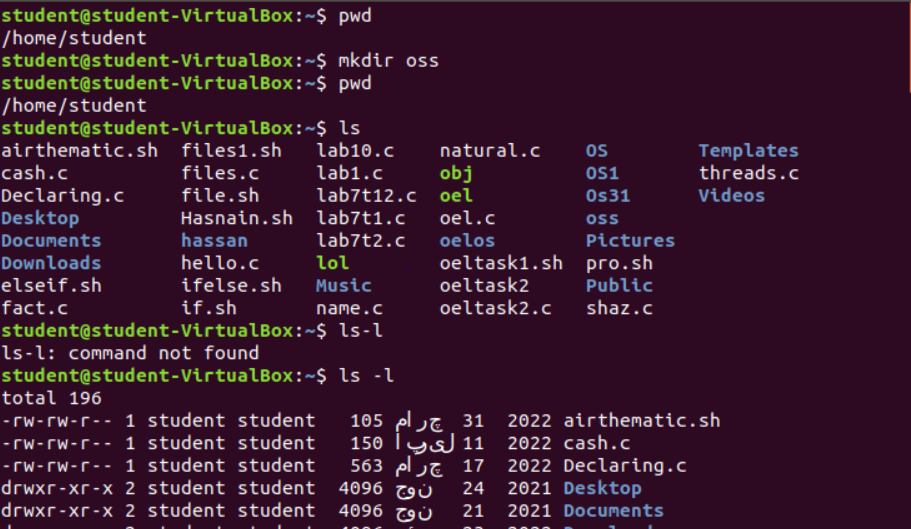 student@student-VirtualBox:~$ pwd
/home/student
student@student-VirtualBox:~$ mkdir oss
student@student-VirtualBox:~$ pwd
/home/student
student@student-VirtualBox:~$ ls
airthematic.sh files1.sh lab10.c natural.c OS Templates
cash.c files.c lab1.c obj OS1 threads.c
Declaring.c file.sh lab7t12.c oel Os31 Videos
Desktop Hasnain.sh lab7t1.c oel.c oss
Documents hassan lab7t2.c oelos Pictures
Downloads hello.c lol oeltask1.sh pro.sh
elseif.sh ifelse.sh Music oeltask2 Public
fact.c if.sh name.c oeltask2.c shaz.c
student@student-VirtualBox:~$ ls-l
ls-l: command not found
student@student-VirtualBox:~$ ls -l
total 196
-rw-rw-r-- 1 student student 105 مارچ 31 2022 airthematic.sh
-rw-rw-r-- 1 student student 150 اپریل 11 2022 cash.c
-rw-rw-r-- 1 student student 563 مارچ 17 2022 Declaring.c
drwxr-xr-x 2 student student 4096 جون 24 2021 Desktop
drwxr-xr-x 2 student student 4096 جون 21 2021 Documents